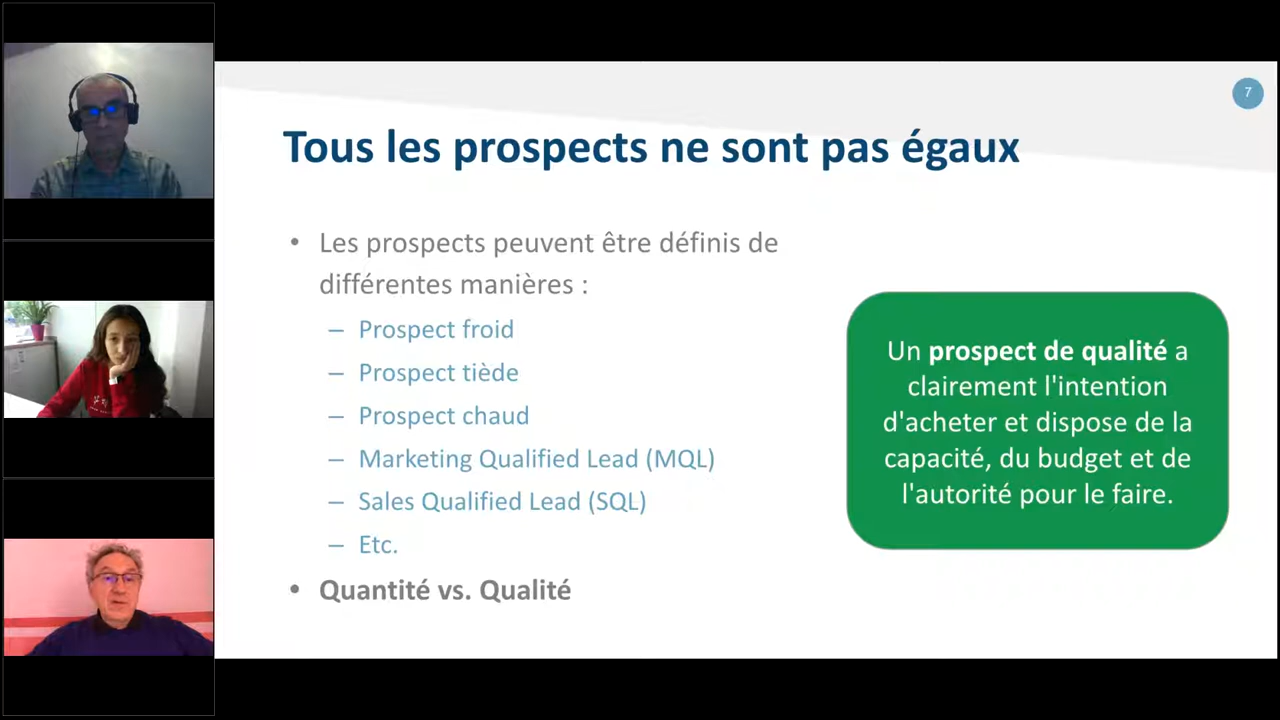 7
Tous les prospects ne sont pas égaux
• Les prospects peuvent être définis de
différentes manières :
– Prospect froid
– Prospect tiède
– Prospect chaud
– Marketing Qualified Lead (MQL)
– Sales Qualified Lead (SQL)
– Etc.
• Quantité vs. Qualité
Un prospect de qualité a
clairement l'intention
d'acheter et dispose de la
capacité, du budget et de
l'autorité pour le faire.